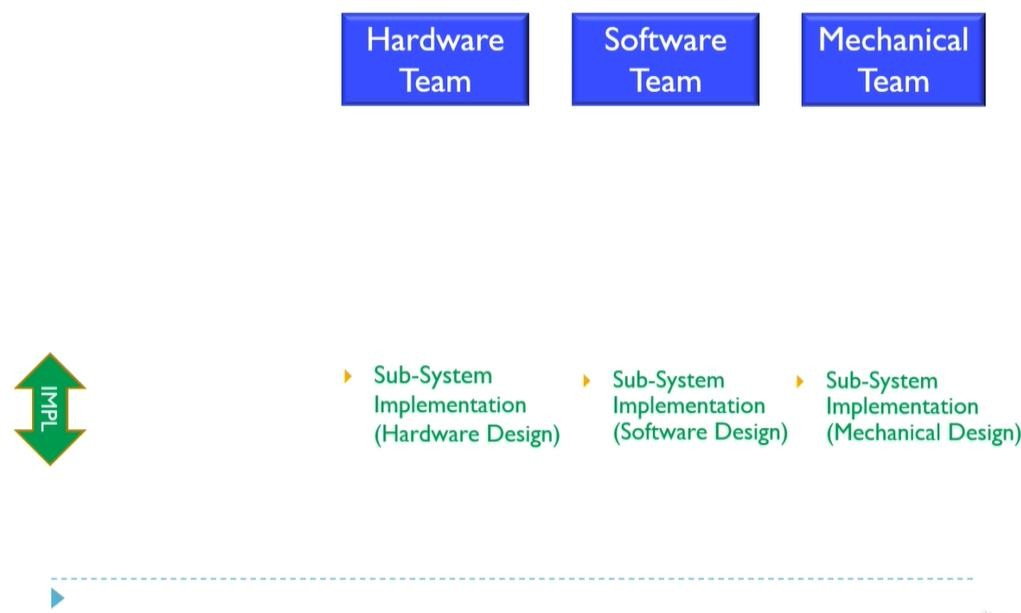 Hardware
Team
Software
Team
Mechanical
Team
IMPL
Sub-System
Implementation
(Hardware Design)
Sub-System
Implementation
(Software Design)
Sub-System
Implementation
(Mechanical Design)